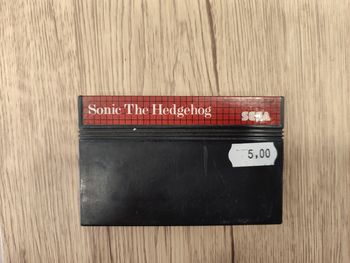 Sonic The Hedgehog
SEGA
5,00